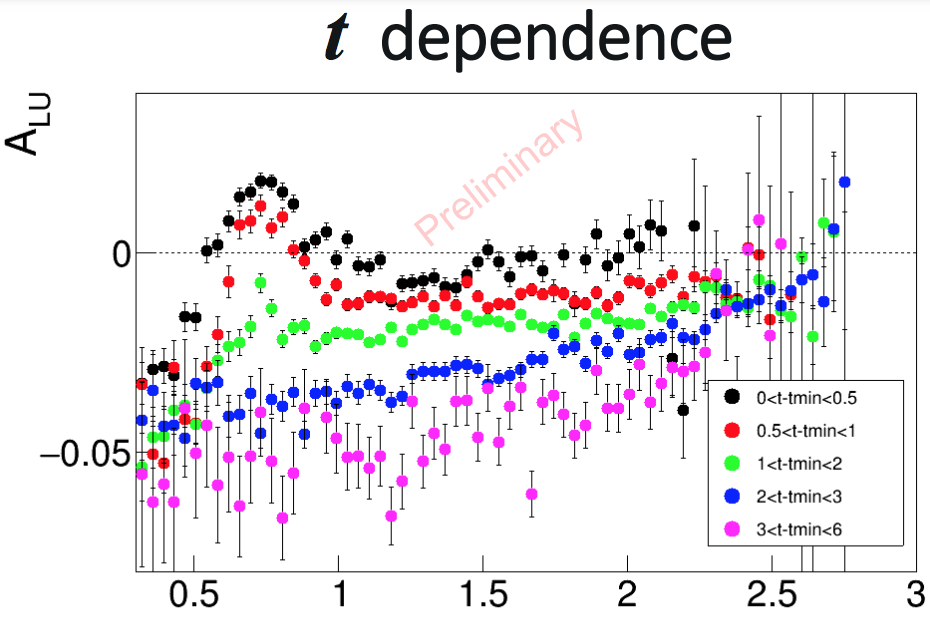 t dependence
A_LU
Preliminary
0
−0.05
0<t-tmin<0.5
0.5<t-tmin<1
1<t-tmin<2
2<t-tmin<3
3<t-tmin<6
0.5 1 1.5 2 2.5 3